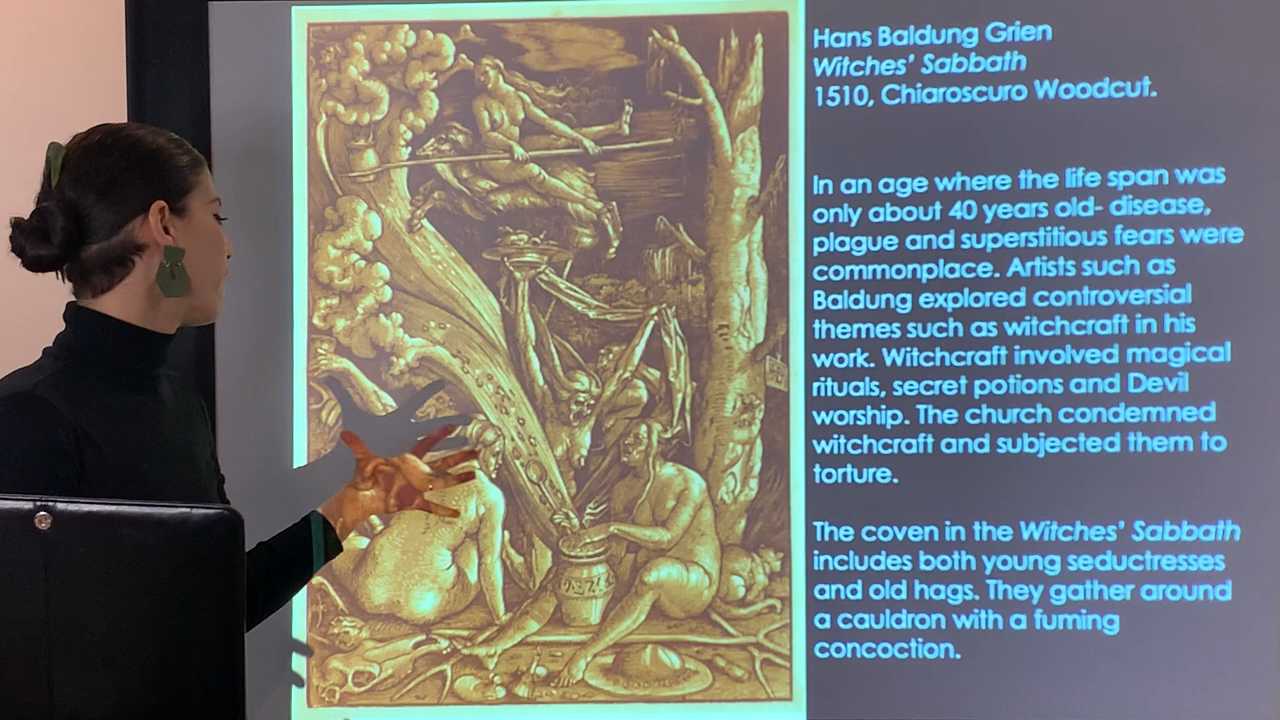 Hans Baldung Grien
Witches' Sabbath
1510, Chiaroscuro Woodcut.
In an age where the life span was
only about 40 years old- disease,
plague and superstitious fears were
commonplace. Artists such as
Baldung explored controversial
themes such as witchcraft in his
work. Witchcraft involved magical
rituals, secret potions and Devil
worship. The church condemned
witchcraft and subjected them to
torture.
The coven in the Witches' Sabbath
includes both young seductresses
and old hags. They gather around
a cauldron with a fuming
concoction.